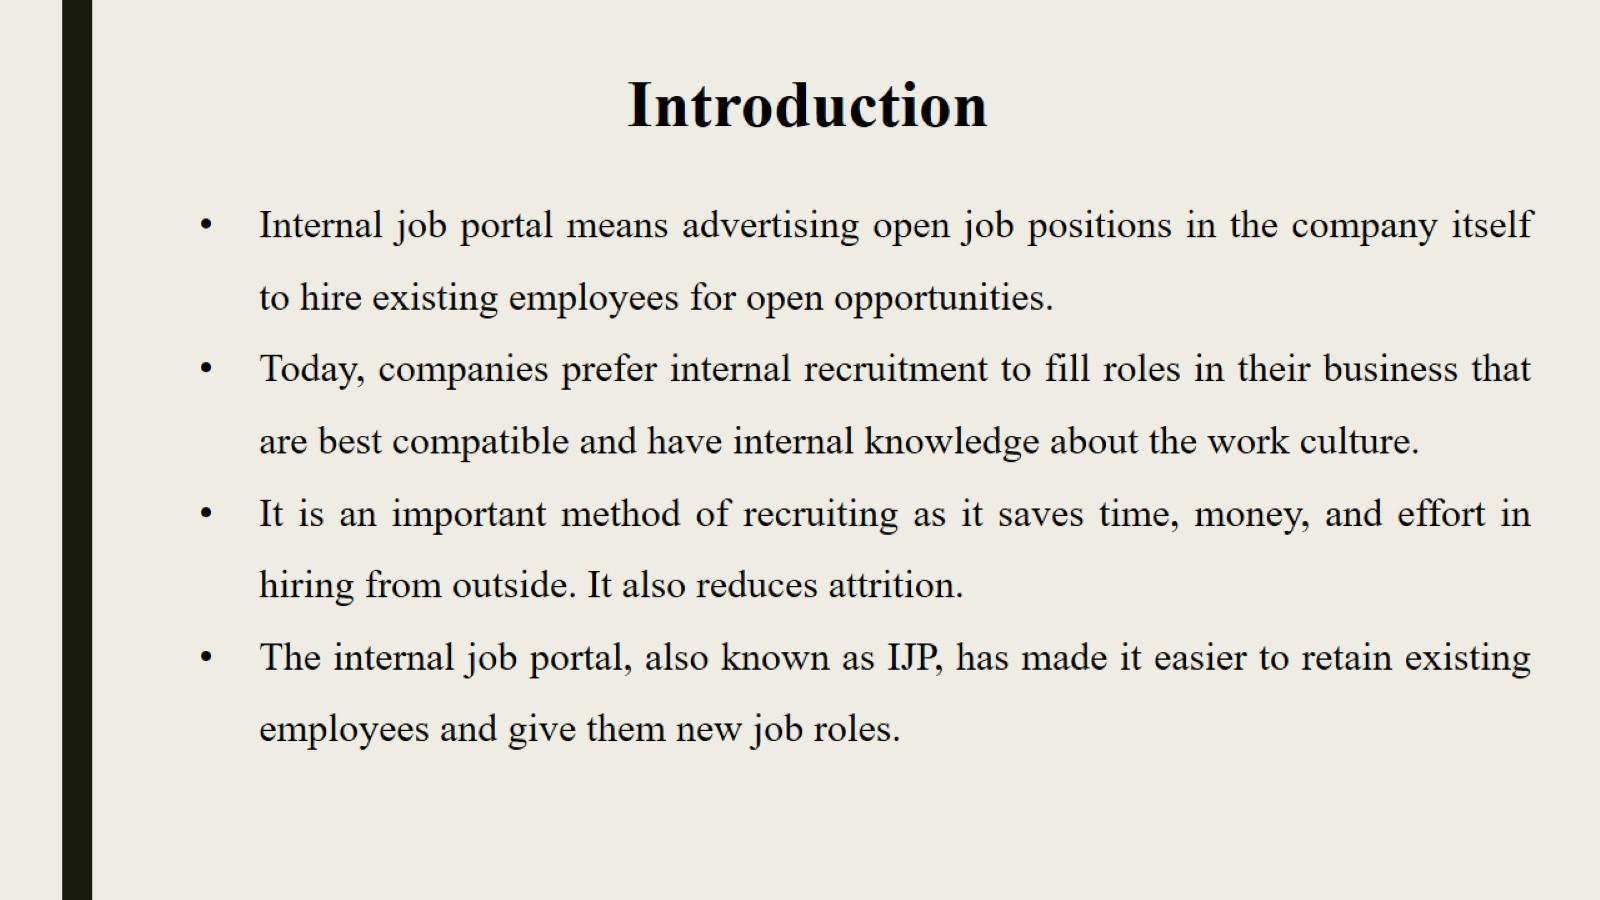 Introduction
• Internal job portal means advertising open job positions in the company itself
to hire existing employees for open opportunities.
• Today, companies prefer internal recruitment to fill roles in their business that
are best compatible and have internal knowledge about the work culture.
• It is an important method of recruiting as it saves time, money, and effort in
hiring from outside. It also reduces attrition.
• The internal job portal, also known as IJP, has made it easier to retain existing
employees and give them new job roles.